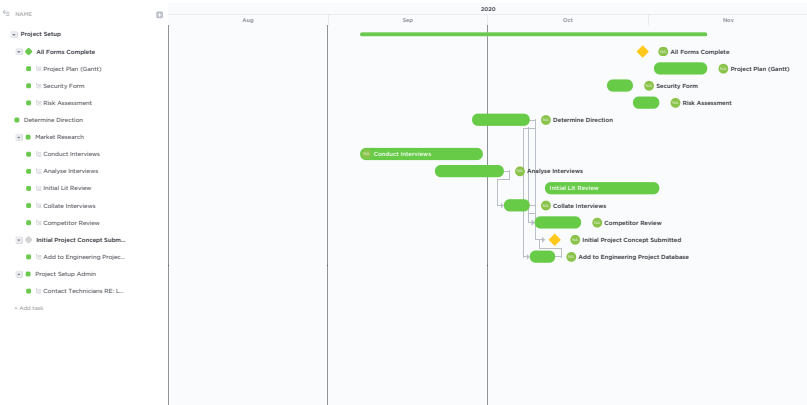 NAME
2020
Aug Sep Oct Nov
Project Setup
All Forms Complete All Forms Complete
Project Plan (Gantt) Project Plan (Gantt)
Security Form Security Form
Risk Assessment Risk Assessment
Determine Direction Determine Direction
Market Research
Conduct Interviews Conduct Interviews
Analyse Interviews Analyse Interviews
Initial Lit Review Initial Lit Review
Collate Interviews Collate Interviews
Competitor Review Competitor Review
Initial Project Concept Subm... Initial Project Concept Submitted
Add to Engineering Projec... Add to Engineering Project Database
Project Setup Admin
Contact Technicians RE: L...
+ Add task